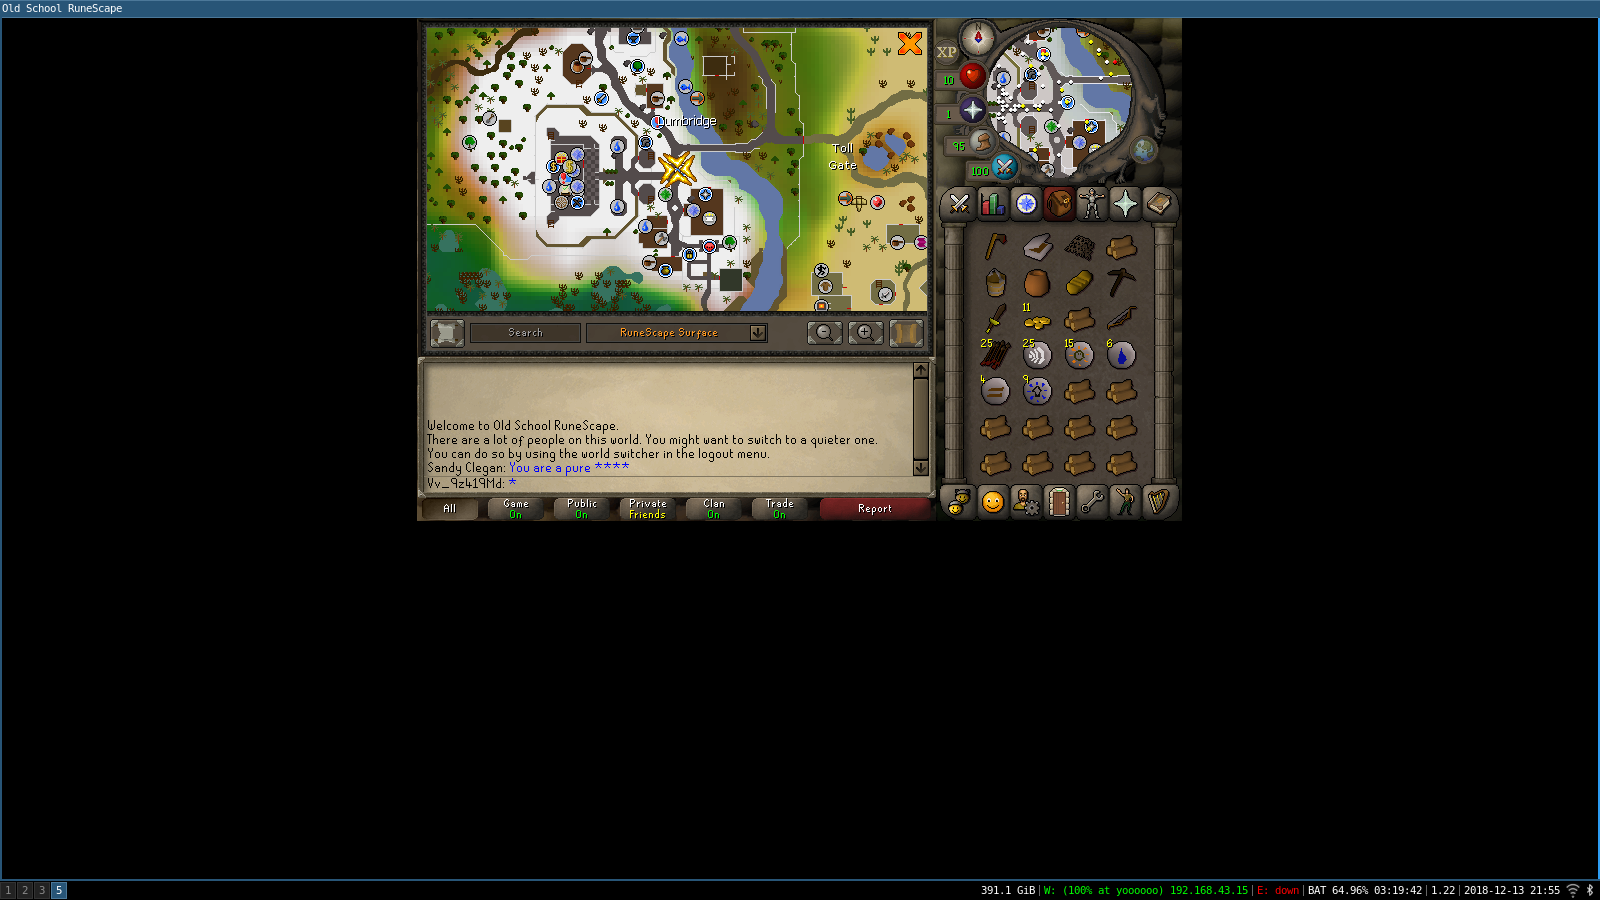 Old School RuneScape
N
XP
10
1
95
100
Lumbridge
Toll
Gate
Search
RuneScape Surface
11
25
25
15
6
4
9
Welcome to Old School RuneScape.
There are a lot of people on this world. You might want to switch to a quieter one.
You can do so by using the world switcher in the logout menu.
Sandy Clegan: You are a pure ****
Vv_9z419Md: *
All
Game
On
Public
On
Private
Friends
Clan
On
Trade
On
Report
1 2 3 5
391.1 GiB|W: (100% at yoooooo) 192.168.43.15|E: down|BAT 64.96% 03:19:42|1.22|2018-12-13 21:55